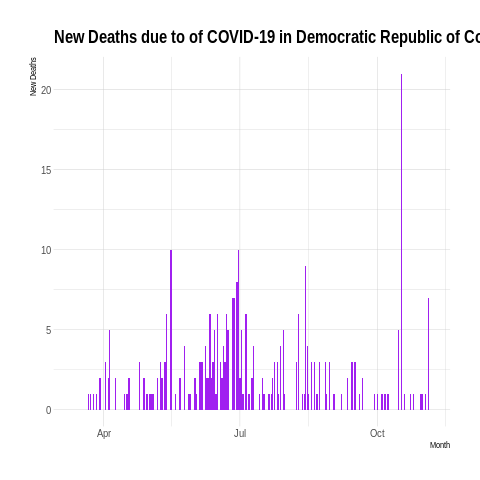 New Deaths due to of COVID-19 in Democratic Republic of Co
New Deaths
20
15
10
5
0
Apr
Jul
Oct
Month